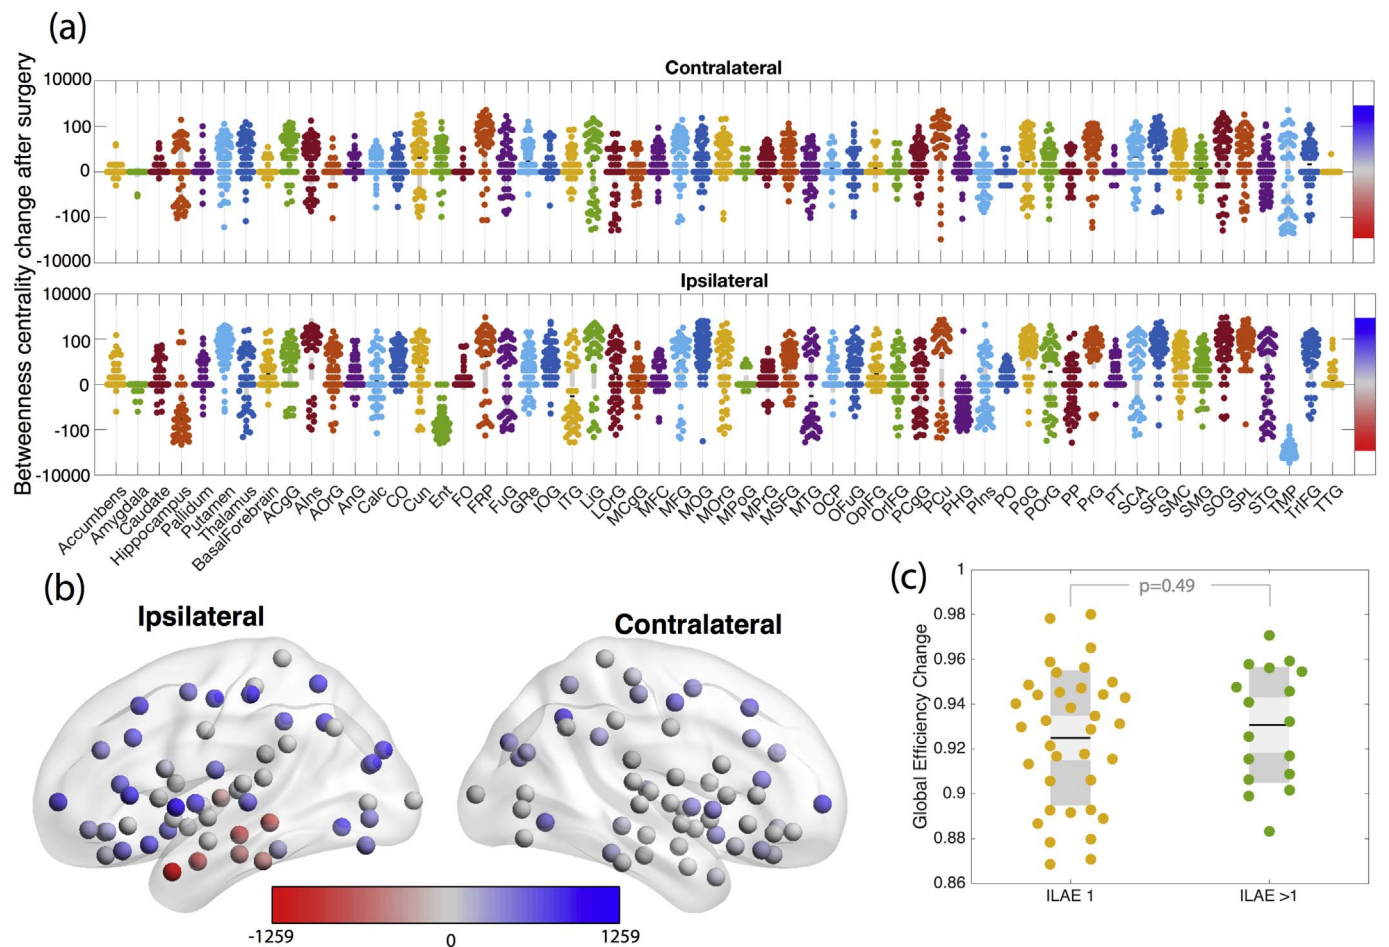 (a)
Contralateral
Betweenness centrality change after surgery
10000
100
0
-100
-10000
Ipsilateral
10000
100
0
-100
-10000
Accumbens
Amygdala
Caudate
Hippocampus
Pallidum
Putamen
Thalamus
BasalForebrain
ACgG
AIns
AOrG
AnG
Calc
CO
Cun
Ent
FO
FRP
FuG
GRe
IOG
ITG
LiG
LOrG
MCgG
MFC
MFG
MOG
MOrG
MPoG
MPrG
MSFG
MTG
OCP
OFuG
OpIFG
OrIFG
PCgG
PCu
PHG
PIns
PO
PoG
POrG
PP
PrG
PT
SCA
SFG
SMC
SMG
SOG
SPL
STG
TMP
TrIFG
TTG
(b)
Ipsilateral
Contralateral
-1259
0
1259
(c)
Global Efficiency Change
1
0.98
0.96
0.94
0.92
0.9
0.88
0.86
p=0.49
ILAE 1
ILAE >1